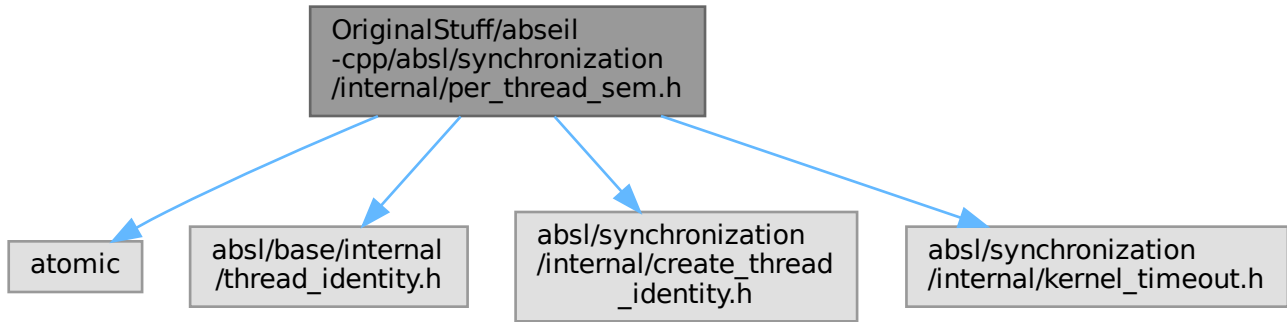 OriginalStuff/abseil
-cpp/absl/synchronization
/internal/per_thread_sem.h
atomic
absl/base/internal
/thread_identity.h
absl/synchronization
/internal/create_thread
_identity.h
absl/synchronization
/internal/kernel_timeout.h